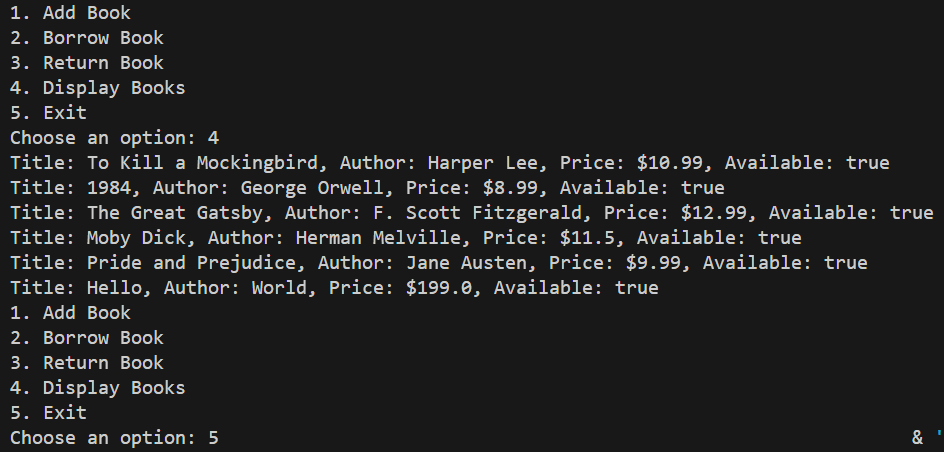 1. Add Book
2. Borrow Book
3. Return Book
4. Display Books
5. Exit
Choose an option: 4
Title: To Kill a Mockingbird, Author: Harper Lee, Price: $10.99, Available: true
Title: 1984, Author: George Orwell, Price: $8.99, Available: true
Title: The Great Gatsby, Author: F. Scott Fitzgerald, Price: $12.99, Available: true
Title: Moby Dick, Author: Herman Melville, Price: $11.5, Available: true
Title: Pride and Prejudice, Author: Jane Austen, Price: $9.99, Available: true
Title: Hello, Author: World, Price: $199.0, Available: true
1. Add Book
2. Borrow Book
3. Return Book
4. Display Books
5. Exit
Choose an option: 5 & '